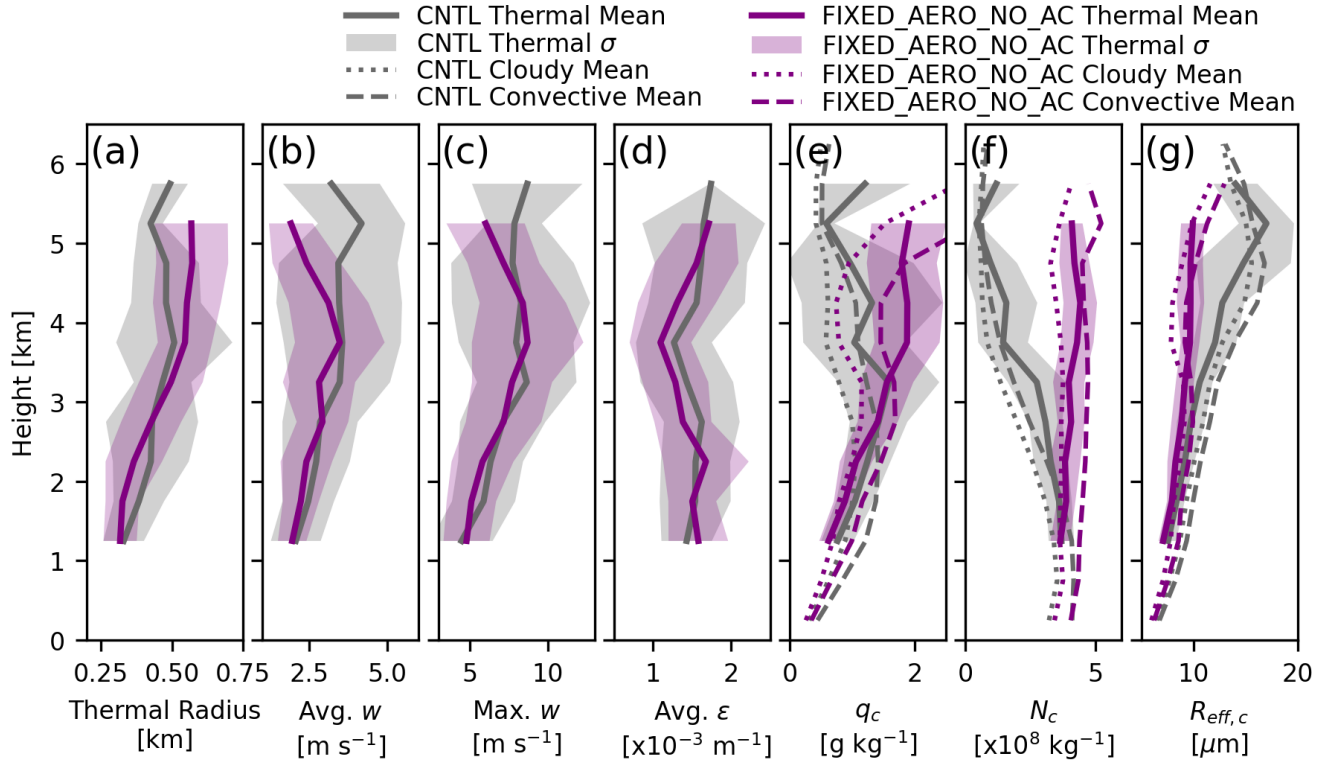 CNTL Thermal Mean
CNTL Thermal σ
CNTL Cloudy Mean
CNTL Convective Mean
FIXED_AERO_NO_AC Thermal Mean
FIXED_AERO_NO_AC Thermal σ
FIXED_AERO_NO_AC Cloudy Mean
FIXED_AERO_NO_AC Convective Mean
(a) (b) (c) (d) (e) (f) (g)
Height [km]
6
5
4
3
2
1
0
0.25 0.50 0.75
Thermal Radius
[km]
2.5 5.0
Avg. w
[m s⁻¹]
5 10
Max. w
[m s⁻¹]
1 2
Avg. ε
[x10⁻³ m⁻¹]
0 2
q_c
[g kg⁻¹]
0 5
N_c
[x10⁸ kg⁻¹]
10 20
R_{eff,c}
[μm]